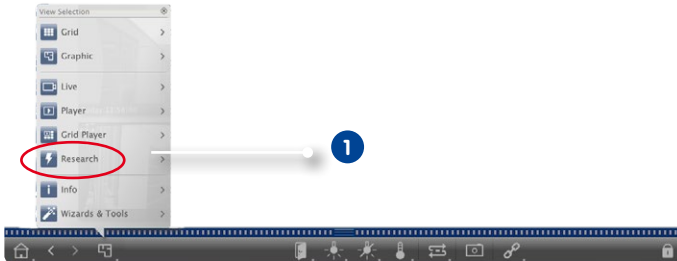 View Selection
Grid
Graphic
Live
Player
Grid Player
Research
1
Info
Wizards & Tools